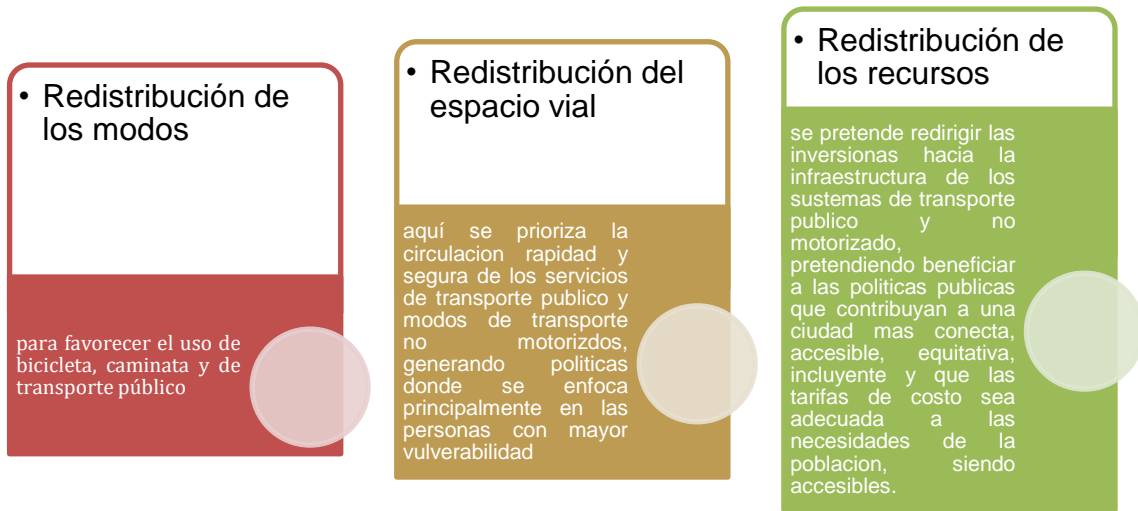 • Redistribución de
los modos
para favorecer el uso de
bicicleta, caminata y de
transporte público
• Redistribución del
espacio vial
aquí se prioriza la
circulacion rapidad y
segura de los servicios
de transporte publico y
modos de transporte
no motorizdos,
generando politicas
donde se enfoca
principalmente en las
personas con mayor
vulverabilidad
• Redistribución de
los recursos
se pretende redirigir las
inversionas hacia la
infraestructura de los
sustemas de transporte
publico y no
motorizado,
pretendiendo beneficiar
a las politicas publicas
que contribuyan a una
ciudad mas conecta,
accesible, equitativa,
incluyente y que las
tarifas de costo sea
adecuada a las
necesidades de la
poblacion, siendo
accesibles.